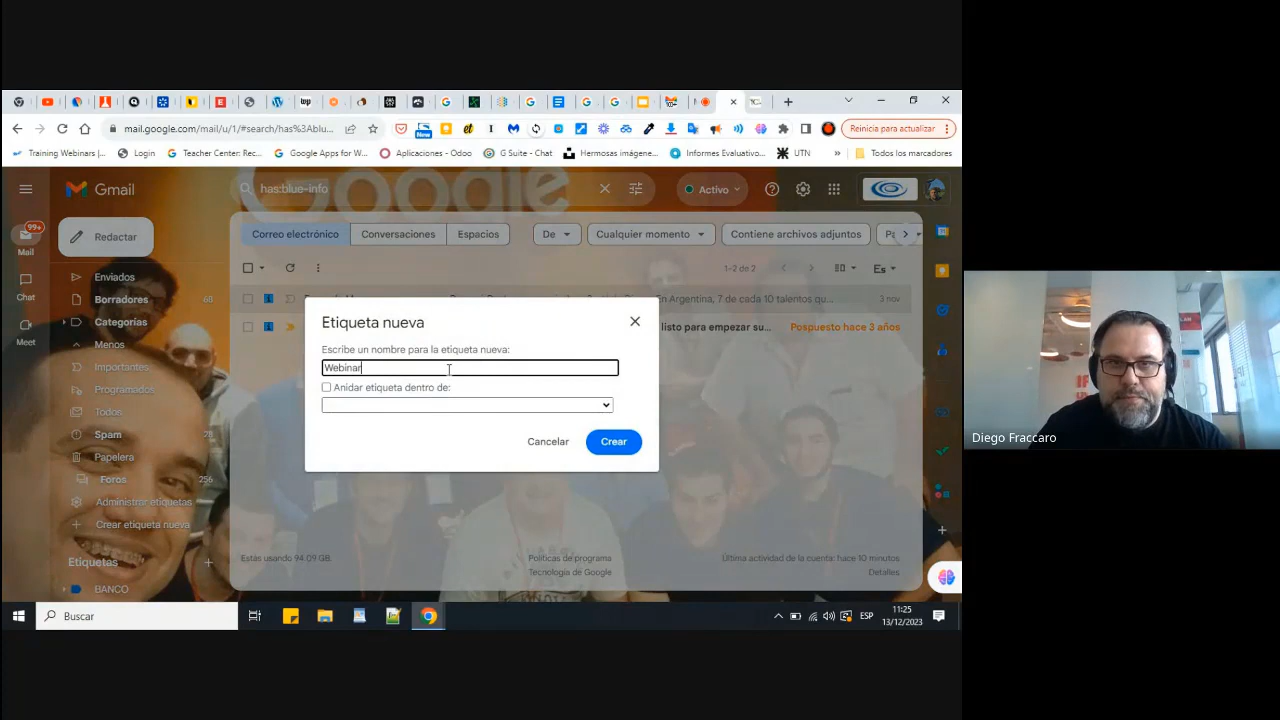 New
Reinicia para actualizar
mail.google.com/mail/u/1/#search/has%3Ablu...
Training Webinars |...
Login
Teacher Center: Rec...
Google Apps for W...
Aplicaciones - Odoo
G Suite - Chat
Hermosas imágene...
Informes Evaluativo...
UTN
Todos los marcadores
Gmail
has:blue-info
Activo
99+
Mail
Chat
Meet
Redactar
Correo electrónico
Conversaciones
Espacios
De
Cualquier momento
Contiene archivos adjuntos
1-2 de 2
Es
Enviados
Borradores 68
Categorías
Menos
Importantes
Programados
Todos
Spam 28
Papelera
Foros 256
Administrar etiquetas
Crear etiqueta nueva
Etiquetas
BANCO
En Argentina, 7 de cada 10 talentos qu...
3 nov
listo para empezar su...
Pospuesto hace 3 años
Etiqueta nueva
Escribe un nombre para la etiqueta nueva:
Webinar
Anidar etiqueta dentro de:
Cancelar
Crear
Estás usando 94.09 GB.
Políticas de programa
Tecnología de Google
Última actividad de la cuenta: hace 10 minutos
Detalles
Buscar
ESP
11:25
13/12/2023
Diego Fraccaro